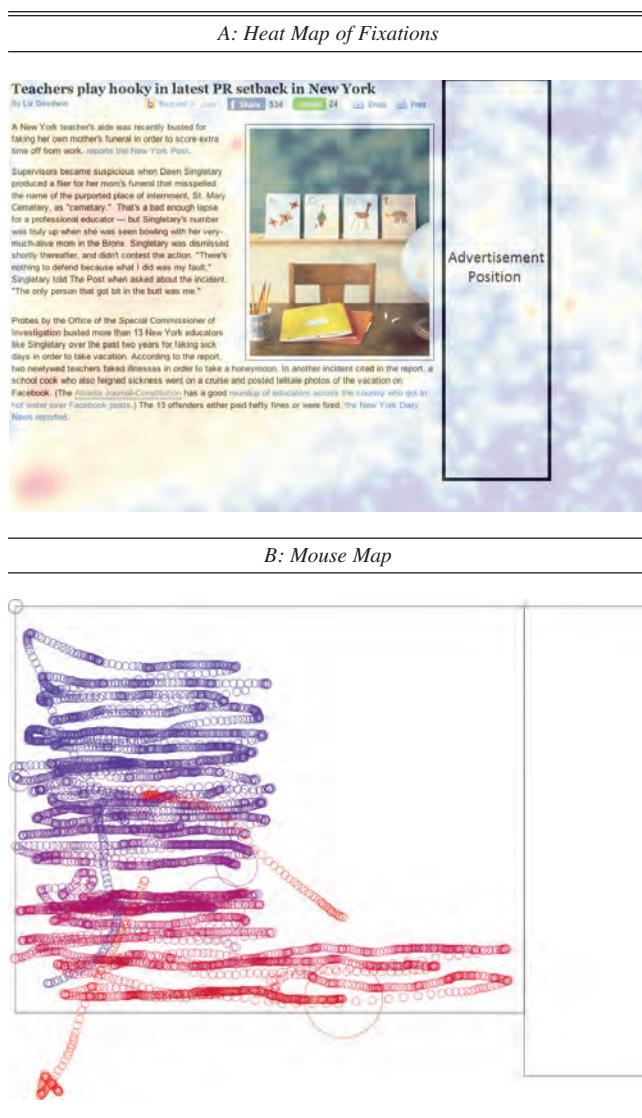 A: Heat Map of Fixations
Teachers play hooky in latest PR setback in New York
By Liz Goodwin
Share 534 24 Email Print
A New York teacher's aide was recently busted for
faking her own mother's funeral in order to score extra
time off from work, reports the New York Post.
Supervisors became suspicious when Dawn Singletary
produced a flier for her mom's funeral that misspelled
the name of the purported place of internment, St. Mary
Cemetary, as "cemetary." That's a bad enough lapse
for a professional educator — but Singletary's number
was truly up when she was seen bowling with her very-
much-alive mom in the Bronx. Singletary was dismissed
shortly thereafter, and didn't contest the action. "There's
nothing to defend because what I did was my fault,"
Singletary told The Post when asked about the incident.
"The only person that got bit in the butt was me."
Probes by the Office of the Special Commissioner of
Investigation busted more than 13 New York educators
like Singletary over the past two years for faking sick
days in order to take vacation. According to the report,
two newlywed teachers faked illnesses in order to take a honeymoon. In another incident cited in the report, a
school cook who also feigned sickness went on a cruise and posted telltale photos of the vacation on
Facebook. (The Atlanta Journal-Constitution has a good roundup of educators across the country who got in
hot water over Facebook posts.) The 13 offenders either paid hefty fines or were fired, the New York Daily
News reported.
Advertisement
Position
B: Mouse Map